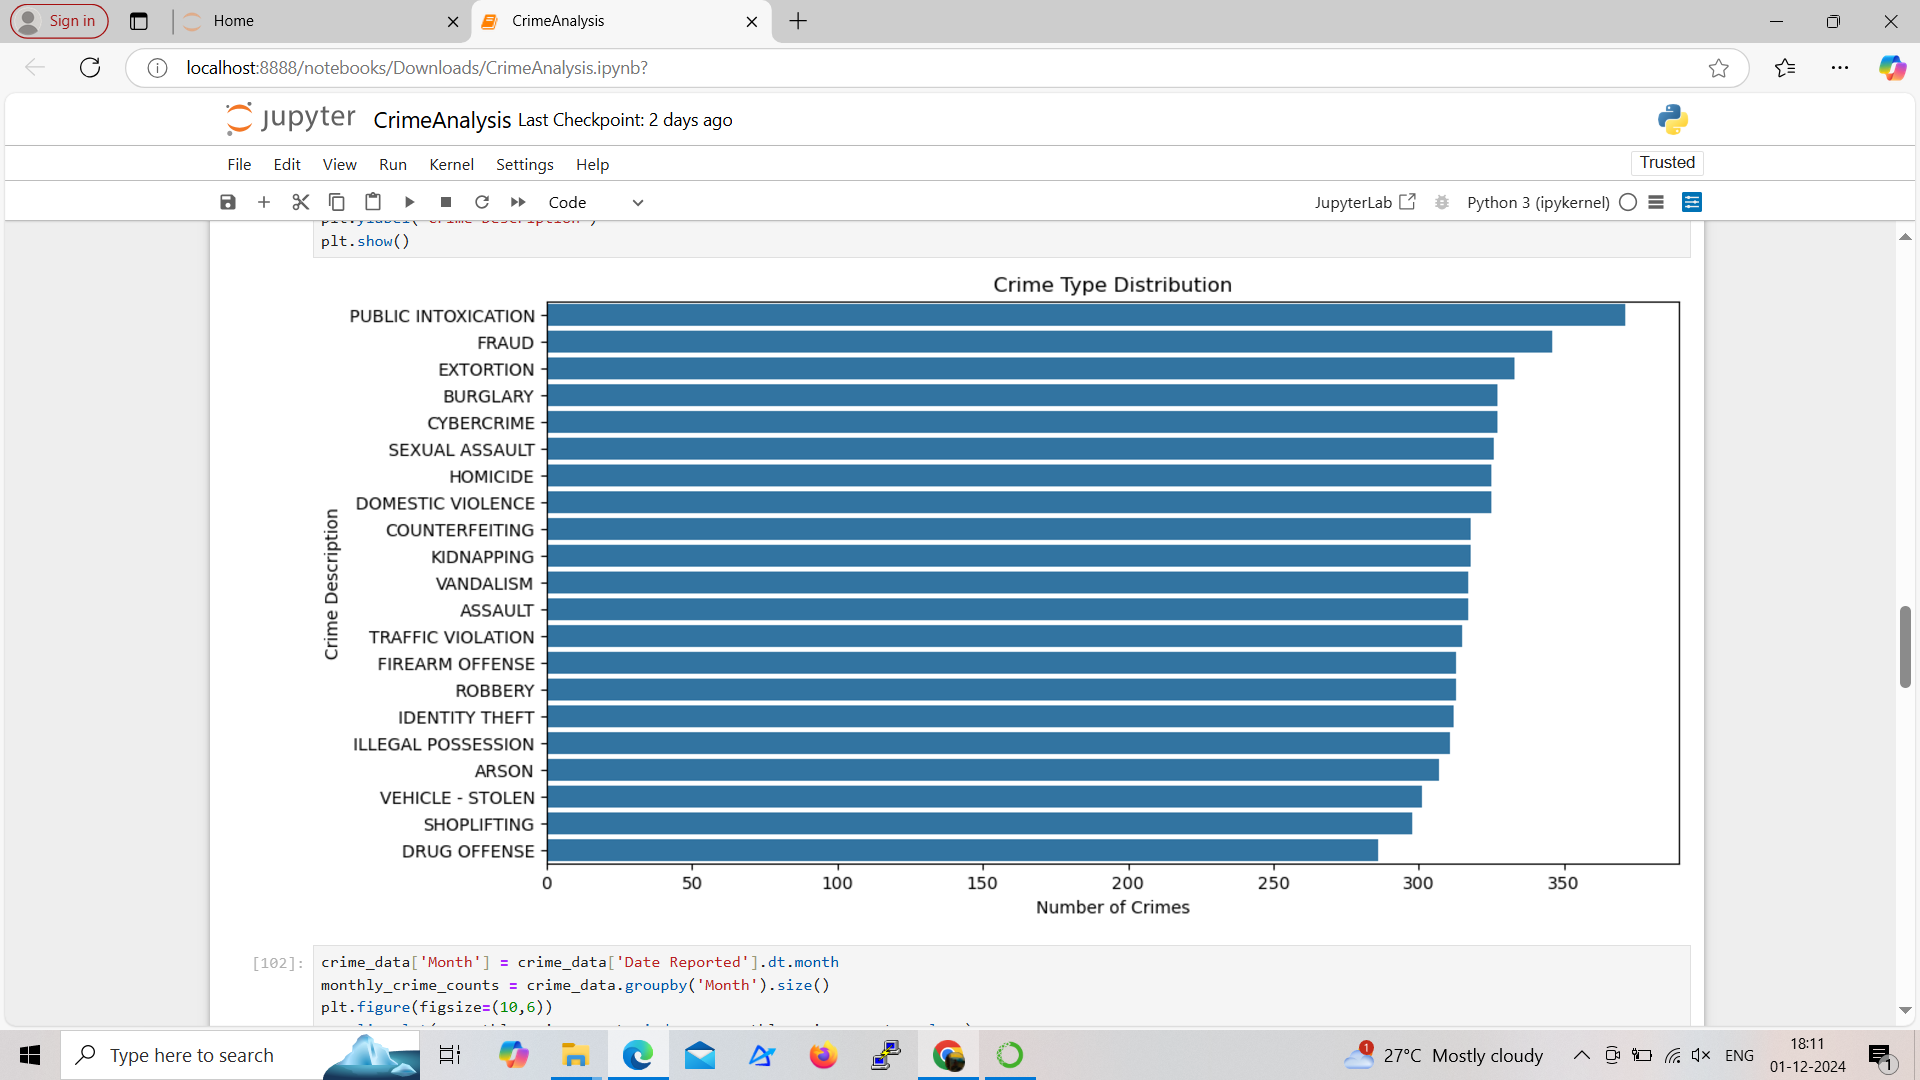 Sign in
Home
CrimeAnalysis
localhost:8888/notebooks/Downloads/CrimeAnalysis.ipynb?
jupyter CrimeAnalysis Last Checkpoint: 2 days ago
File Edit View Run Kernel Settings Help
Trusted
Code
JupyterLab
Python 3 (ipykernel)
plt.show()
Crime Type Distribution
PUBLIC INTOXICATION
FRAUD
EXTORTION
BURGLARY
CYBERCRIME
SEXUAL ASSAULT
HOMICIDE
DOMESTIC VIOLENCE
COUNTERFEITING
KIDNAPPING
VANDALISM
ASSAULT
TRAFFIC VIOLATION
FIREARM OFFENSE
ROBBERY
IDENTITY THEFT
ILLEGAL POSSESSION
ARSON
VEHICLE - STOLEN
SHOPLIFTING
DRUG OFFENSE
Crime Description
0 50 100 150 200 250 300 350
Number of Crimes
[102]:
crime_data['Month'] = crime_data['Date Reported'].dt.month
monthly_crime_counts = crime_data.groupby('Month').size()
plt.figure(figsize=(10,6))
Type here to search
1
27°C Mostly cloudy
ENG
18:11
01-12-2024
1